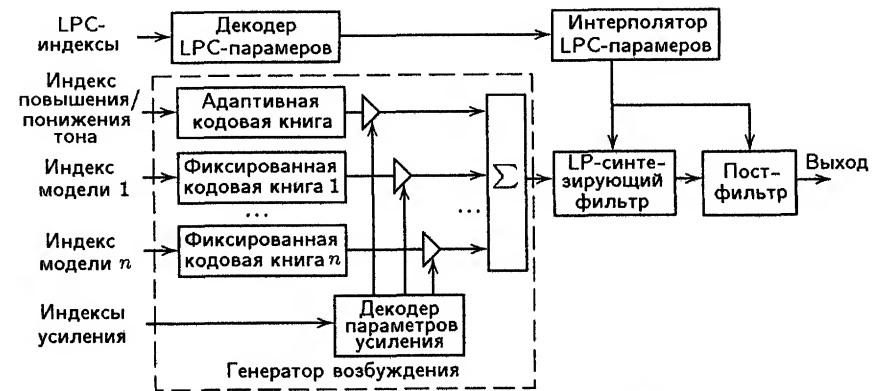 LPC-
индексы
Декодер
LPC-парамеров
Интерполятор
LPC-парамеров
Индекс
повышения/
понижения
тона
Адаптивная
кодовая книга
Индекс
модели 1
Фиксированная
кодовая книга 1
...
Индекс
модели n
Фиксированная
кодовая книга n
...
Σ
LP-синте-
зирующий
фильтр
Пост-
фильтр
Выход
Индексы
усиления
Декодер
параметров
усиления
Генератор возбуждения